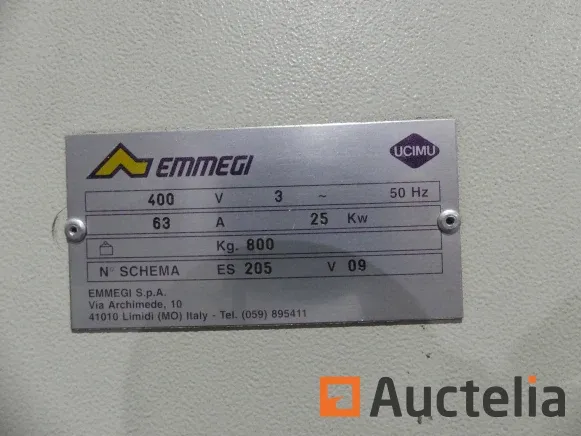 EMMEGI
UCIMU
400 V 3 ~ 50 Hz
63 A 25 Kw
Kg. 800
N° SCHEMA ES 205 V 09
EMMEGI S.p.A.
Via Archimede, 10
41010 Limidi (MO) Italy - Tel. (059) 895411
Auctelia